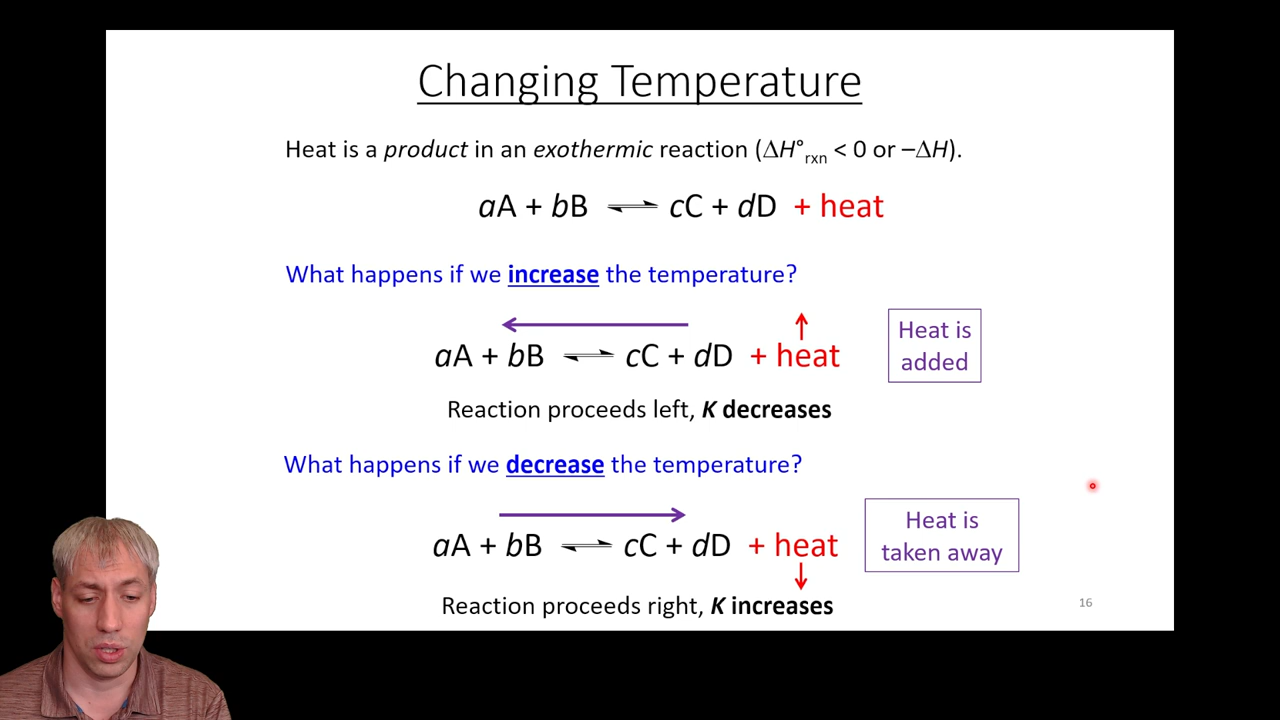 Changing Temperature
Heat is a product in an exothermic reaction (ΔH°rxn < 0 or –ΔH).
aA + bB ⇌ cC + dD + heat
What happens if we increase the temperature?
aA + bB ⇌ cC + dD + heat
Heat is
added
Reaction proceeds left, K decreases
What happens if we decrease the temperature?
aA + bB ⇌ cC + dD + heat
Heat is
taken away
Reaction proceeds right, K increases
16